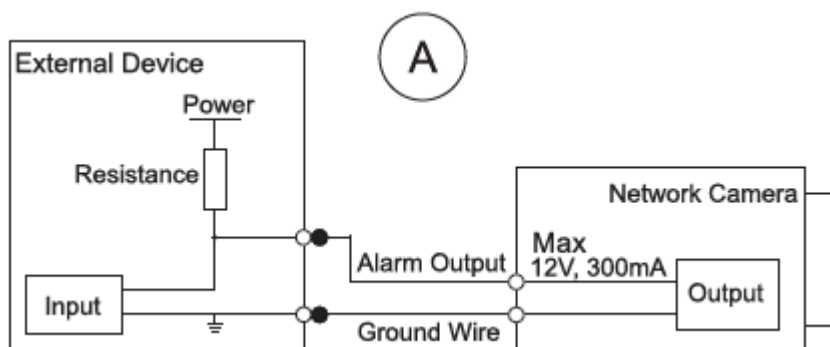 A
External Device
Power
Resistance
Network Camera
Alarm Output
Max
12V, 300mA
Input
Output
Ground Wire